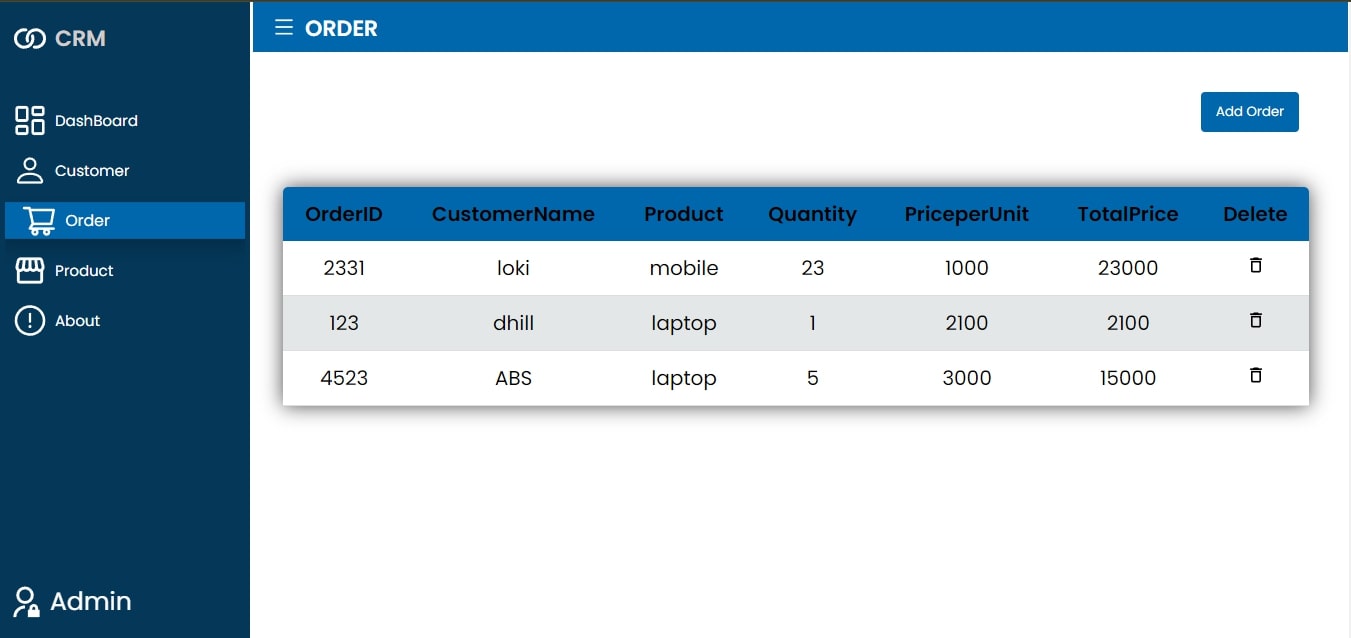 CRM
ORDER
DashBoard
Customer
Order
Product
About
Admin
Add Order
OrderID CustomerName Product Quantity PriceperUnit TotalPrice Delete
2331 loki mobile 23 1000 23000
123 dhill laptop 1 2100 2100
4523 ABS laptop 5 3000 15000